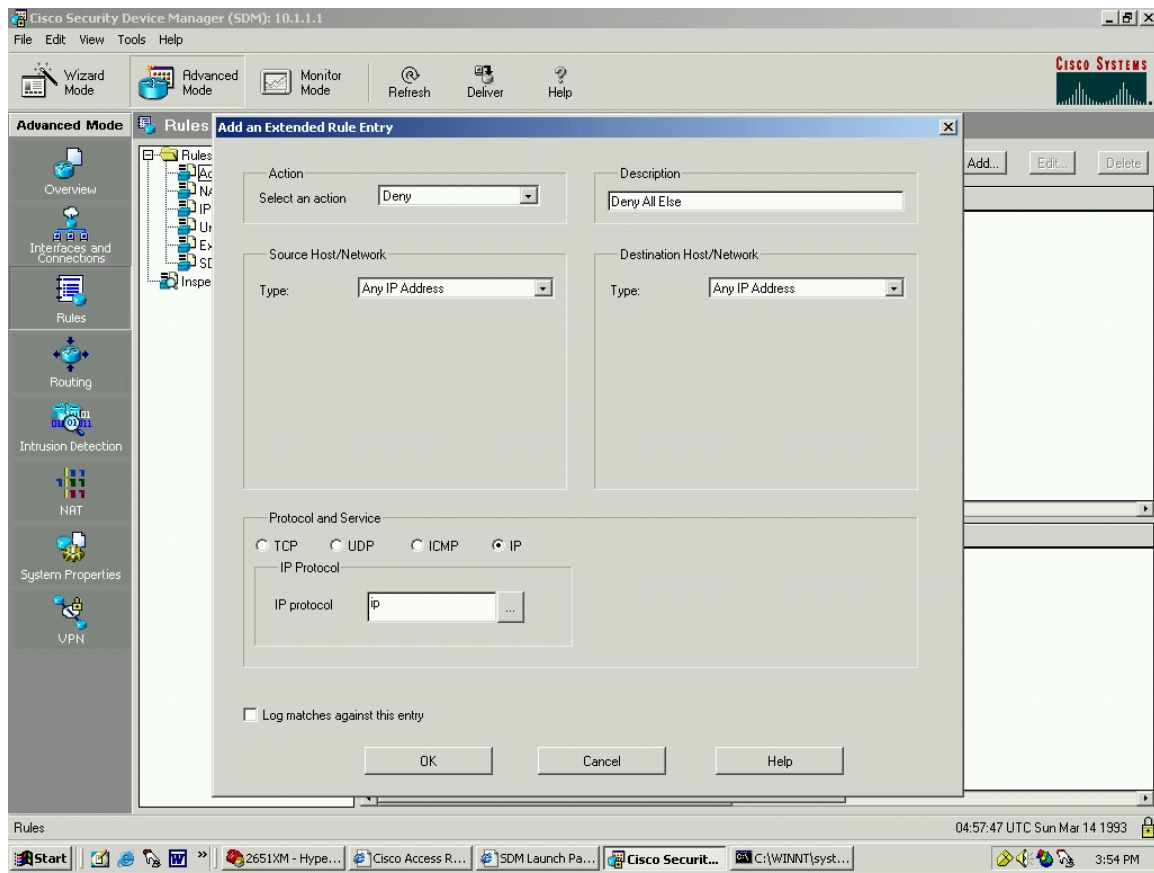 Cisco Security Device Manager (SDM): 10.1.1.1
File Edit View Tools Help
Wizard Mode
Advanced Mode
Monitor Mode
Refresh
Deliver
Help
CISCO SYSTEMS
Advanced Mode
Rules
Add an Extended Rule Entry
Overview
Interfaces and Connections
Rules
Routing
Intrusion Detection
NAT
System Properties
VPN
Rules
Ac
NA
IP
Ur
Ex
SD
Inspe
Add...
Edit...
Delete
Action
Select an action
Deny
Description
Deny All Else
Source Host/Network
Type:
Any IP Address
Destination Host/Network
Type:
Any IP Address
Protocol and Service
TCP UDP ICMP IP
IP Protocol
IP protocol
ip
...
Log matches against this entry
OK
Cancel
Help
Rules
04:57:47 UTC Sun Mar 14 1993
Start
»
2651XM - Hype...
Cisco Access R...
SDM Launch Pa...
Cisco Securit...
C:\WINNT\syst...
3:54 PM